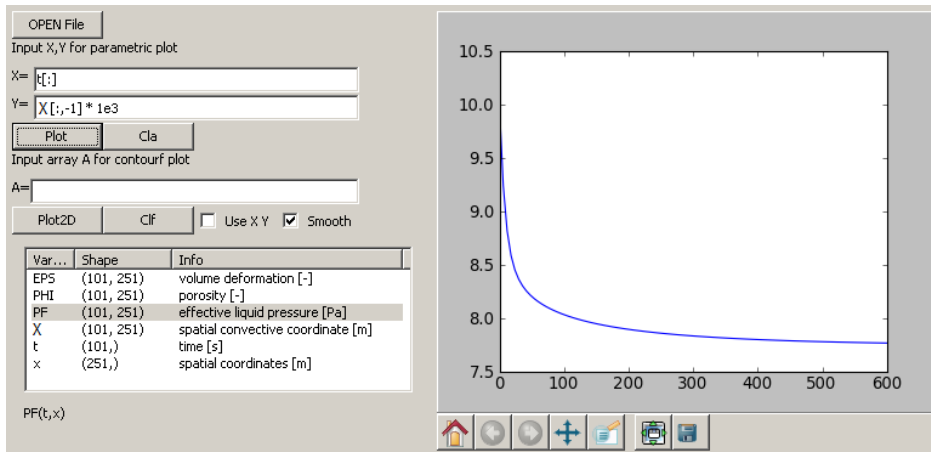 OPEN File
Input X,Y for parametric plot
X= t[:]
Y= X[:,-1] * 1e3
Plot Cla
Input array A for contourf plot
A=
Plot2D Clf Use X Y Smooth
Var... Shape Info
EPS (101, 251) volume deformation [-]
PHI (101, 251) porosity [-]
PF (101, 251) effective liquid pressure [Pa]
X (101, 251) spatial convective coordinate [m]
t (101,) time [s]
x (251,) spatial coordinates [m]
PF(t,x)
10.5
10.0
9.5
9.0
8.5
8.0
7.5
0 100 200 300 400 500 600